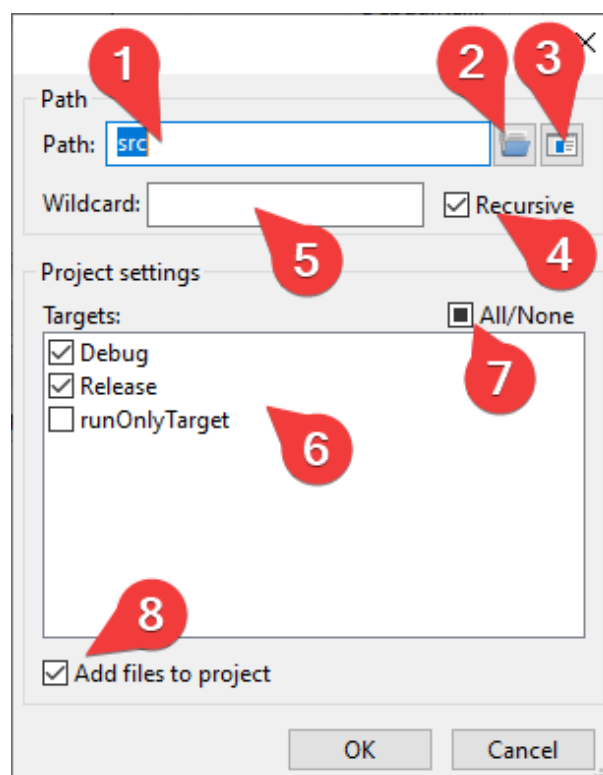 1
2
3
Path
Path: src
Wildcard:
Recursive
5
4
Project settings
Targets:
All/None
Debug
Release
runOnlyTarget
7
6
8
Add files to project
OK
Cancel